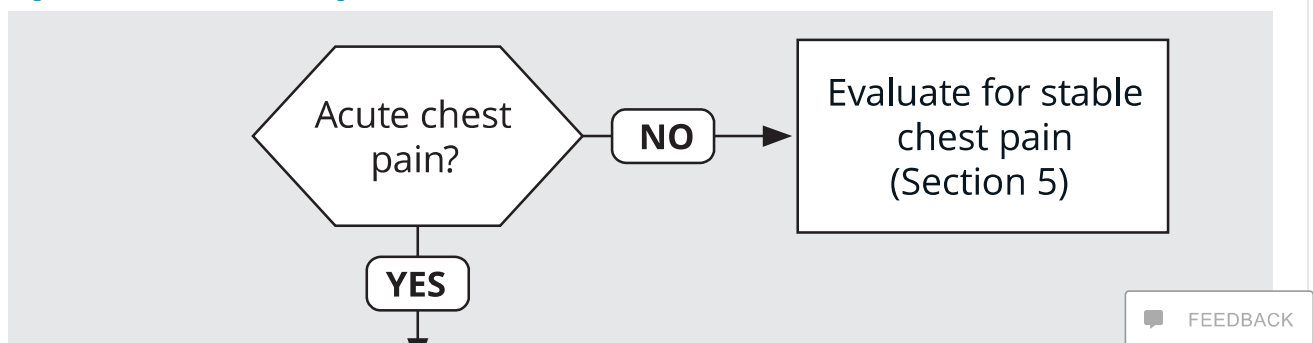 Acute chest
pain?
NO
Evaluate for stable
chest pain
(Section 5)
YES
FEEDBACK